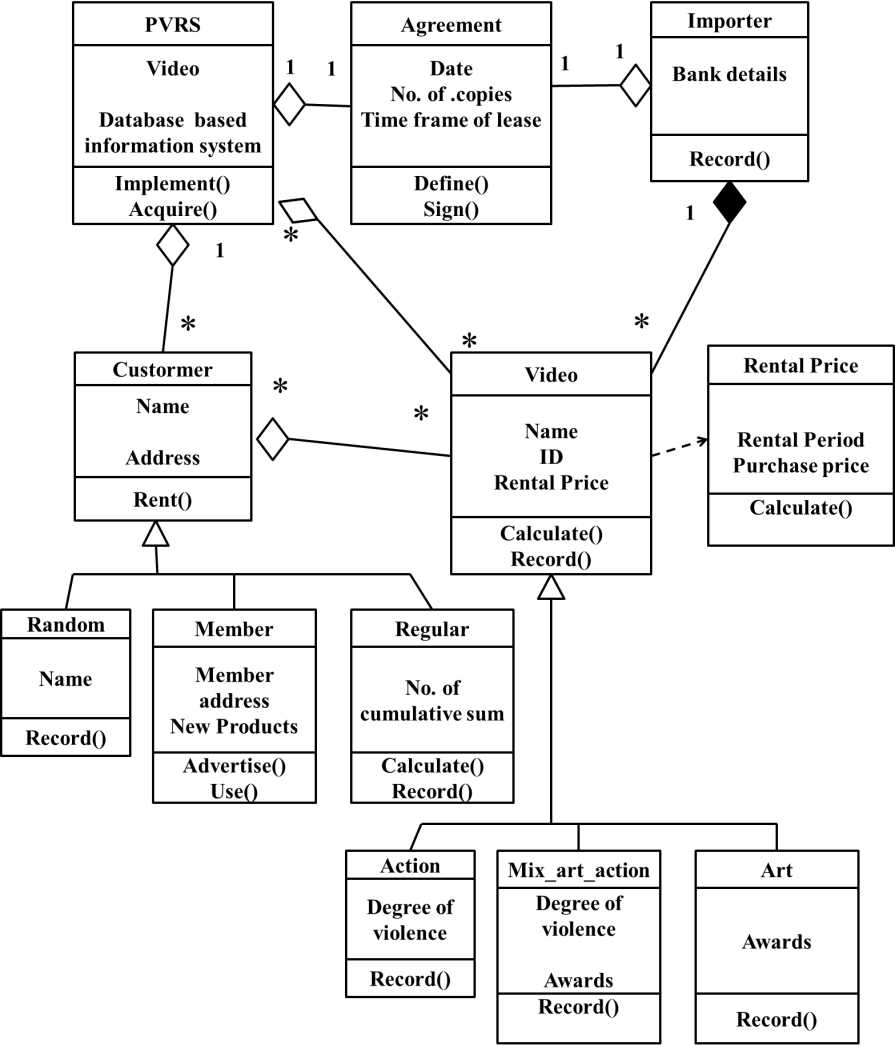 PVRS
Video
Database based
information system
Implement()
Acquire()
1
1
Agreement
Date
No. of .copies
Time frame of lease
Define()
Sign()
1
1
Importer
Bank details
Record()
1
*
1
*
*
*
Custormer
Name
Address
Rent()
*
*
Video
Name
ID
Rental Price
Calculate()
Record()
Rental Price
Rental Period
Purchase price
Calculate()
Random
Name
Record()
Member
Member
address
New Products
Advertise()
Use()
Regular
No. of
cumulative sum
Calculate()
Record()
Action
Degree of
violence
Record()
Mix_art_action
Degree of
violence
Awards
Record()
Art
Awards
Record()